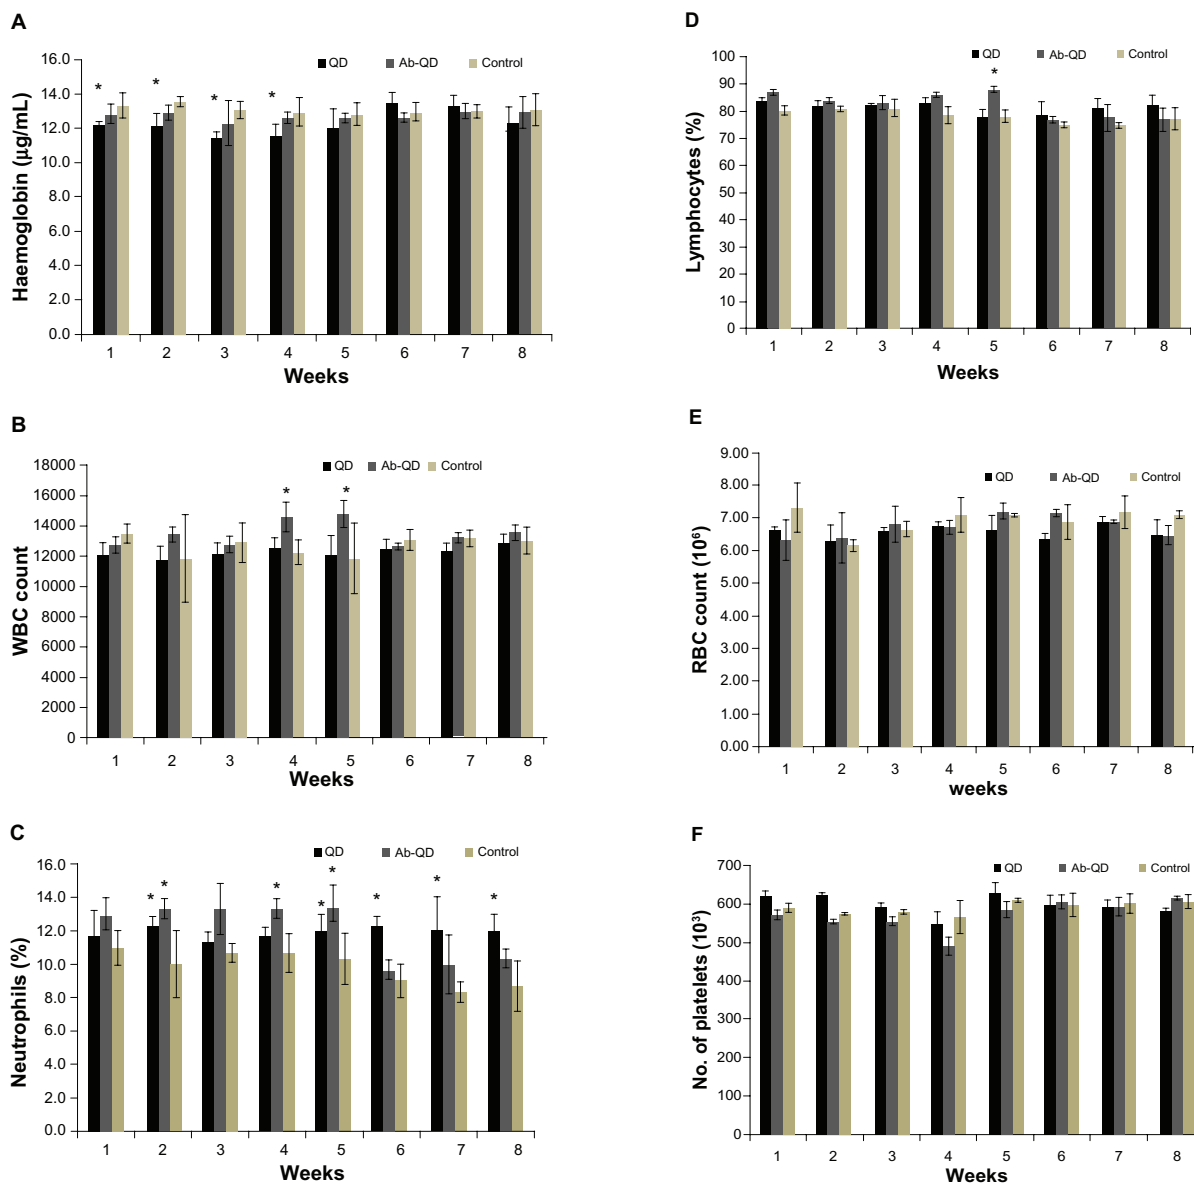 A
QD Ab-QD Control
Haemoglobin (µg/mL)
16.0
14.0
12.0
10.0
8.0
6.0
4.0
2.0
0.0
* * * *
1 2 3 4 5 6 7 8
Weeks
B
QD Ab-QD Control
WBC count
18000
16000
14000
12000
10000
8000
6000
4000
2000
0
* *
1 2 3 4 5 6 7 8
Weeks
C
QD Ab-QD Control
Neutrophils (%)
16.0
14.0
12.0
10.0
8.0
6.0
4.0
2.0
0.0
* * * * * * * *
1 2 3 4 5 6 7 8
Weeks
D
QD Ab-QD Control
Lymphocytes (%)
100
90
80
70
60
50
40
30
20
10
0
*
1 2 3 4 5 6 7 8
Weeks
E
QD Ab-QD Control
RBC count (10⁶)
9.00
8.00
7.00
6.00
5.00
4.00
3.00
2.00
1.00
0.00
1 2 3 4 5 6 7 8
weeks
F
QD Ab-QD Control
No. of platelets (10³)
700
600
500
400
300
200
100
0
1 2 3 4 5 6 7 8
Weeks